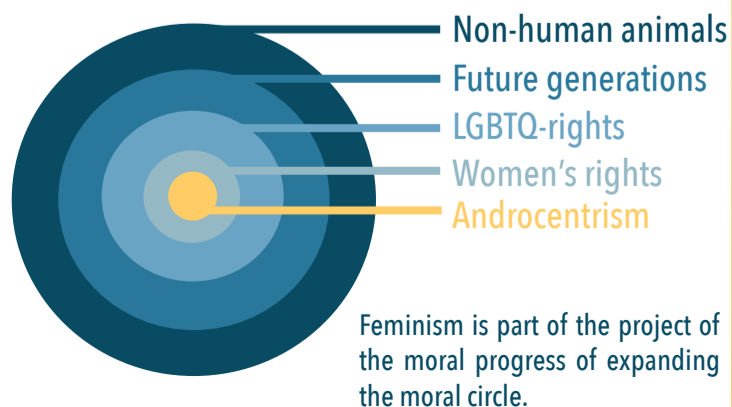 Non-human animals
Future generations
LGBTQ-rights
Women’s rights
Androcentrism
Feminism is part of the project of
the moral progress of expanding
the moral circle.